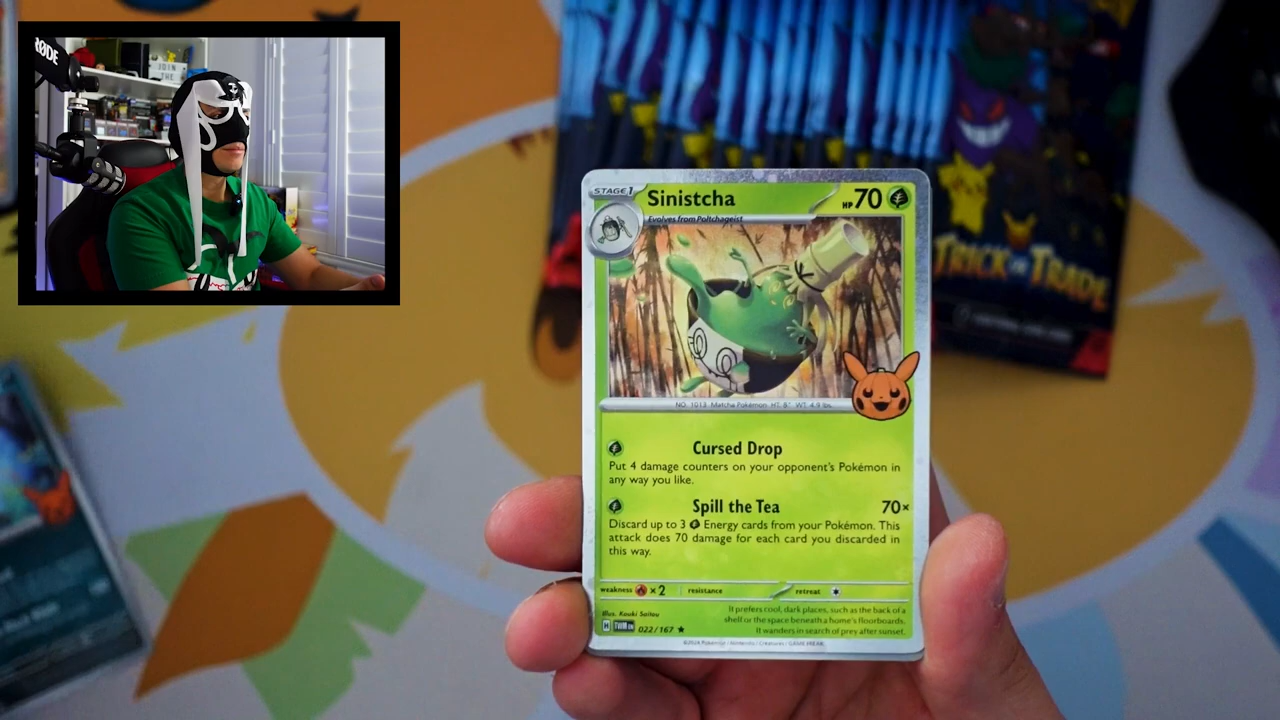 RØDE
JOIN
THE
STAGE 1
Sinistcha
HP 70
Evolves from Poltchageist
NO. 1013 Matcha Pokémon HT. 8" WT. 4.9 lbs.
Cursed Drop
Put 4 damage counters on your opponent's Pokémon in
any way you like.
Spill the Tea 70×
Discard up to 3 Energy cards from your Pokémon. This
attack does 70 damage for each card you discarded in
this way.
weakness ×2 resistance retreat
Illus. Kouki Saitou
It prefers cool, dark places, such as the back of a
shelf or the space beneath a home's floorboards.
It wanders in search of prey after sunset.
H TWM EN 022/167 ★
©2024 Pokémon / Nintendo / Creatures / GAME FREAK
TRICK OR TRADE